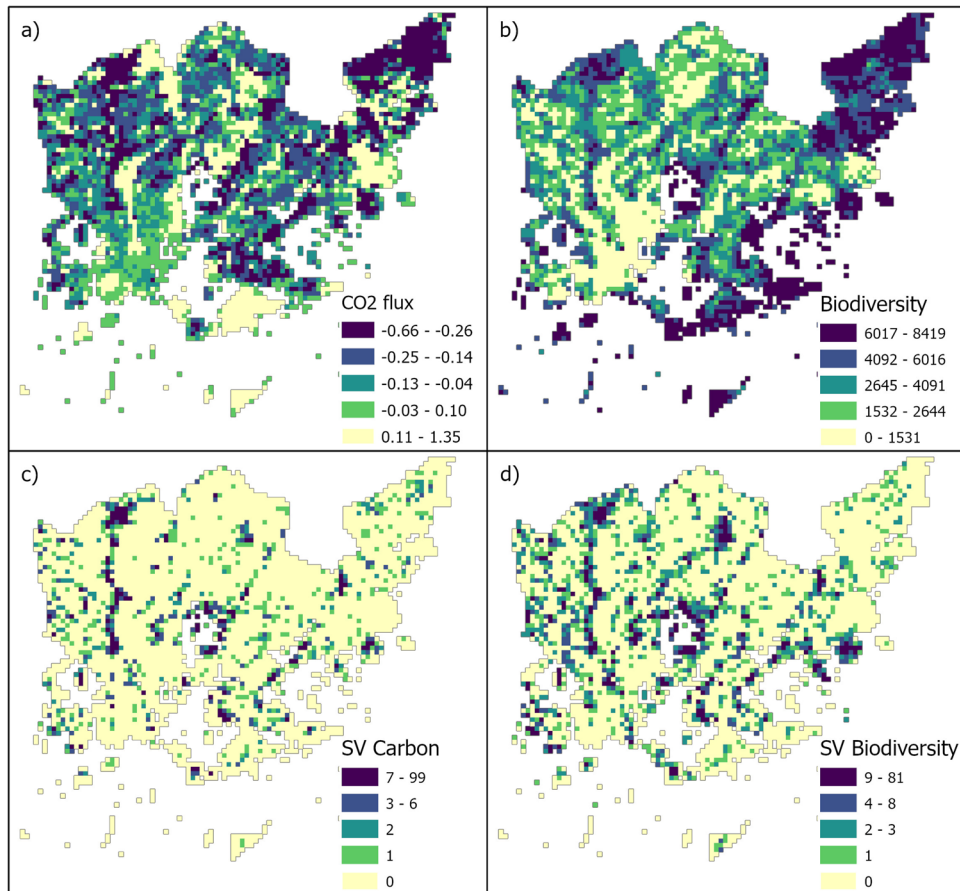 a)
CO2 flux
-0.66 - -0.26
-0.25 - -0.14
-0.13 - -0.04
-0.03 - 0.10
0.11 - 1.35
b)
Biodiversity
6017 - 8419
4092 - 6016
2645 - 4091
1532 - 2644
0 - 1531
c)
SV Carbon
7 - 99
3 - 6
2
1
0
d)
SV Biodiversity
9 - 81
4 - 8
2 - 3
1
0